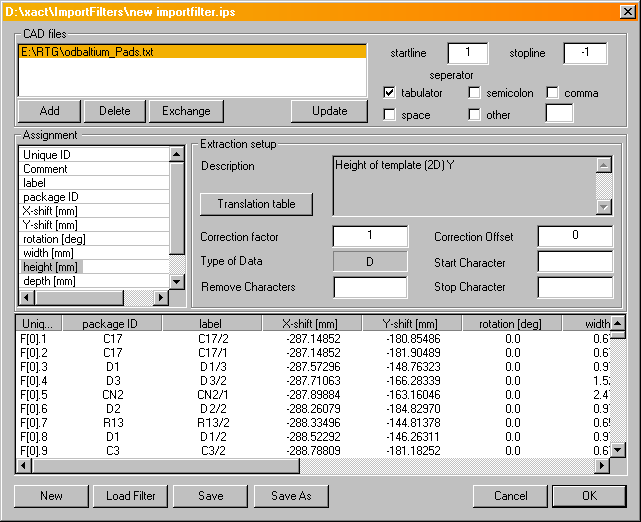 D:\xact\ImportFilters\new importfilter.ips
CAD files
E:\RTG\odbaltium_Pads.txt
startline 1 stopline -1
seperator
tabulator semicolon comma
space other
Add Delete Exchange Update
Assignment
Unique ID
Comment
label
package ID
X-shift [mm]
Y-shift [mm]
rotation [deg]
width [mm]
height [mm]
depth [mm]
Extraction setup
Description Height of template (2D) Y
Translation table
Correction factor 1 Correction Offset 0
Type of Data D Start Character
Remove Characters Stop Character
Uniq... package ID label X-shift [mm] Y-shift [mm] rotation [deg] width
F[0].1 C17 C17/2 -287.14852 -180.85486 0.0 0.6
F[0].2 C17 C17/1 -287.14852 -181.90489 0.0 0.6
F[0].3 D1 D1/3 -287.57296 -148.76323 0.0 0.9
F[0].4 D3 D3/2 -287.71063 -166.28339 0.0 1.5
F[0].5 CN2 CN2/1 -287.89884 -163.16046 0.0 2.4
F[0].6 D2 D2/2 -288.26079 -184.82970 0.0 0.9
F[0].7 R13 R13/2 -288.33496 -144.81378 0.0 0.6
F[0].8 D1 D1/2 -288.52292 -146.26311 0.0 0.9
F[0].9 C3 C3/2 -288.78809 -181.18252 0.0 0.6
New Load Filter Save Save As Cancel OK